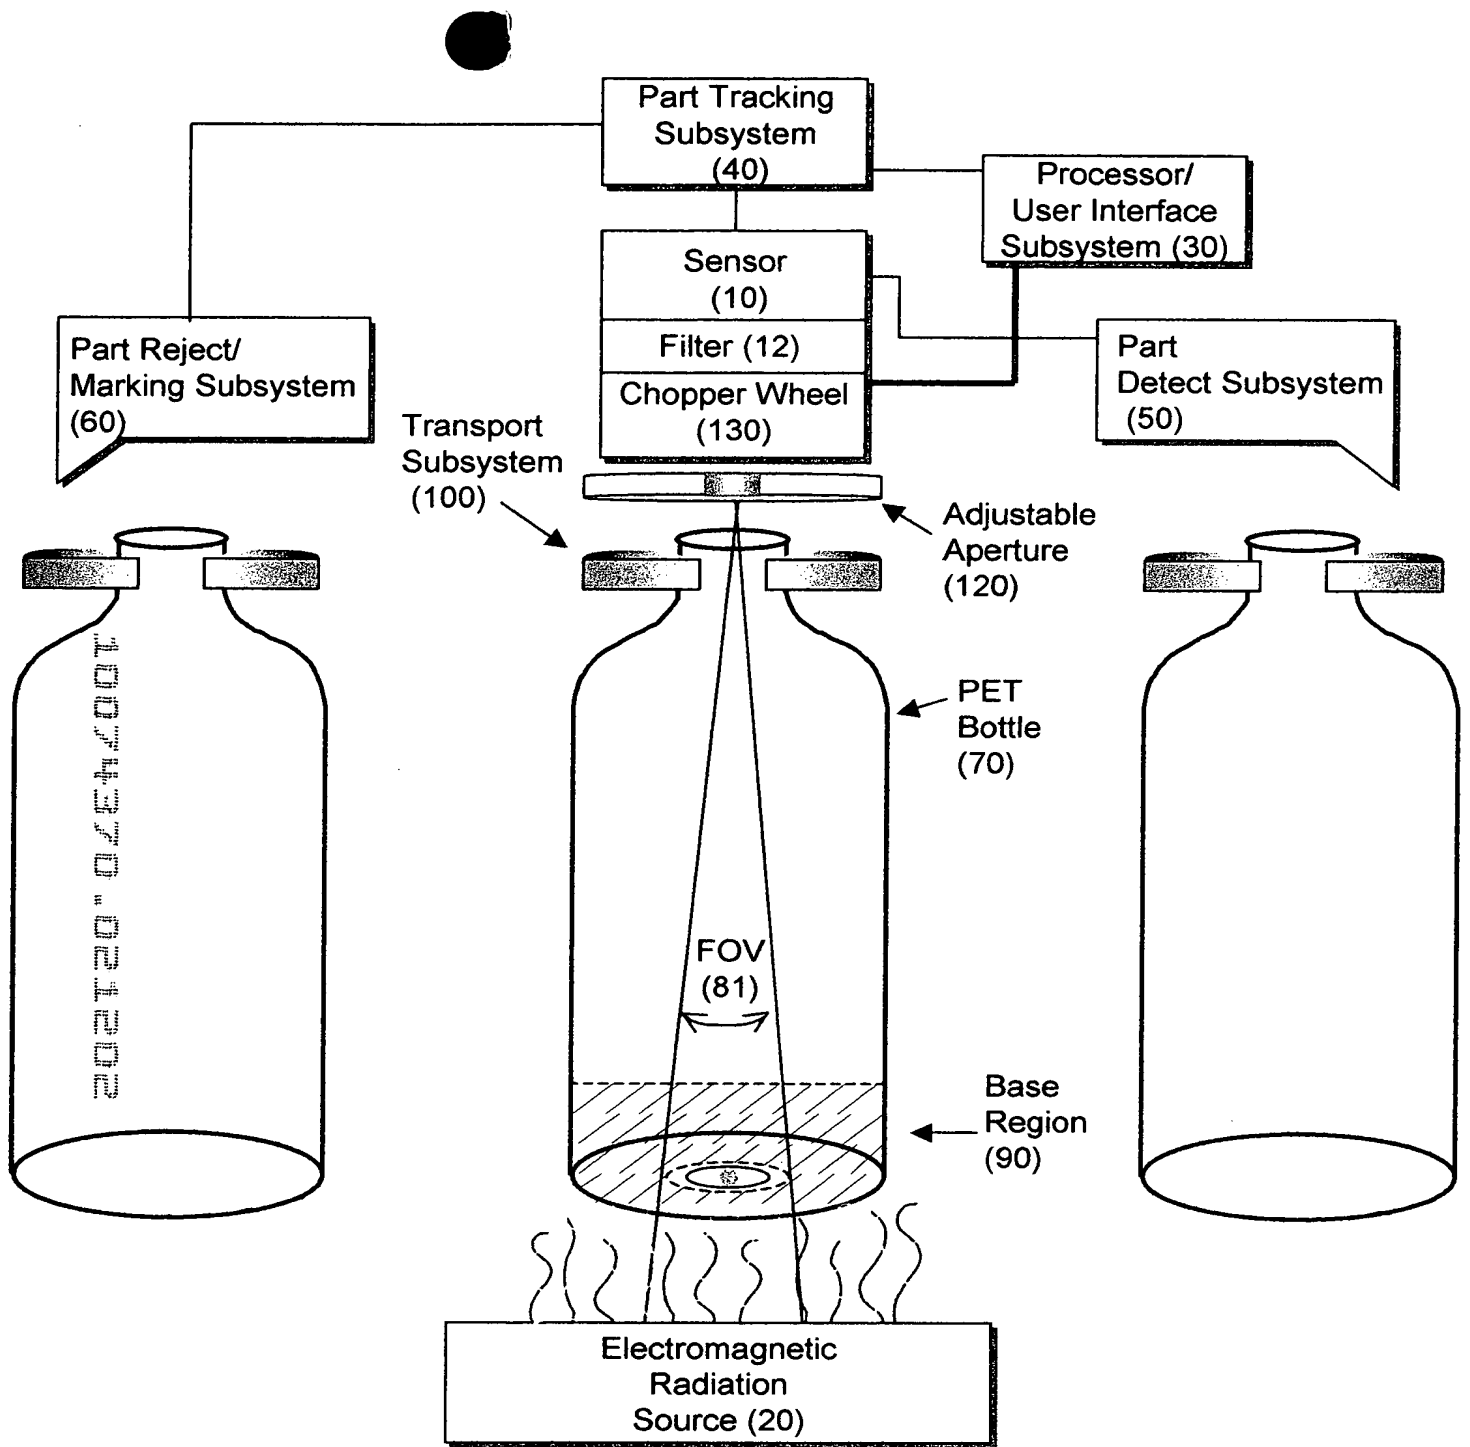 Part Tracking
Subsystem
(40)
Processor/
User Interface
Subsystem (30)
Sensor
(10)
Filter (12)
Chopper Wheel
(130)
Part Reject/
Marking Subsystem
(60)
Part
Detect Subsystem
(50)
Transport
Subsystem
(100)
Adjustable
Aperture
(120)
10074370.021202
PET
Bottle
(70)
FOV
(81)
Base
Region
(90)
Electromagnetic
Radiation
Source (20)